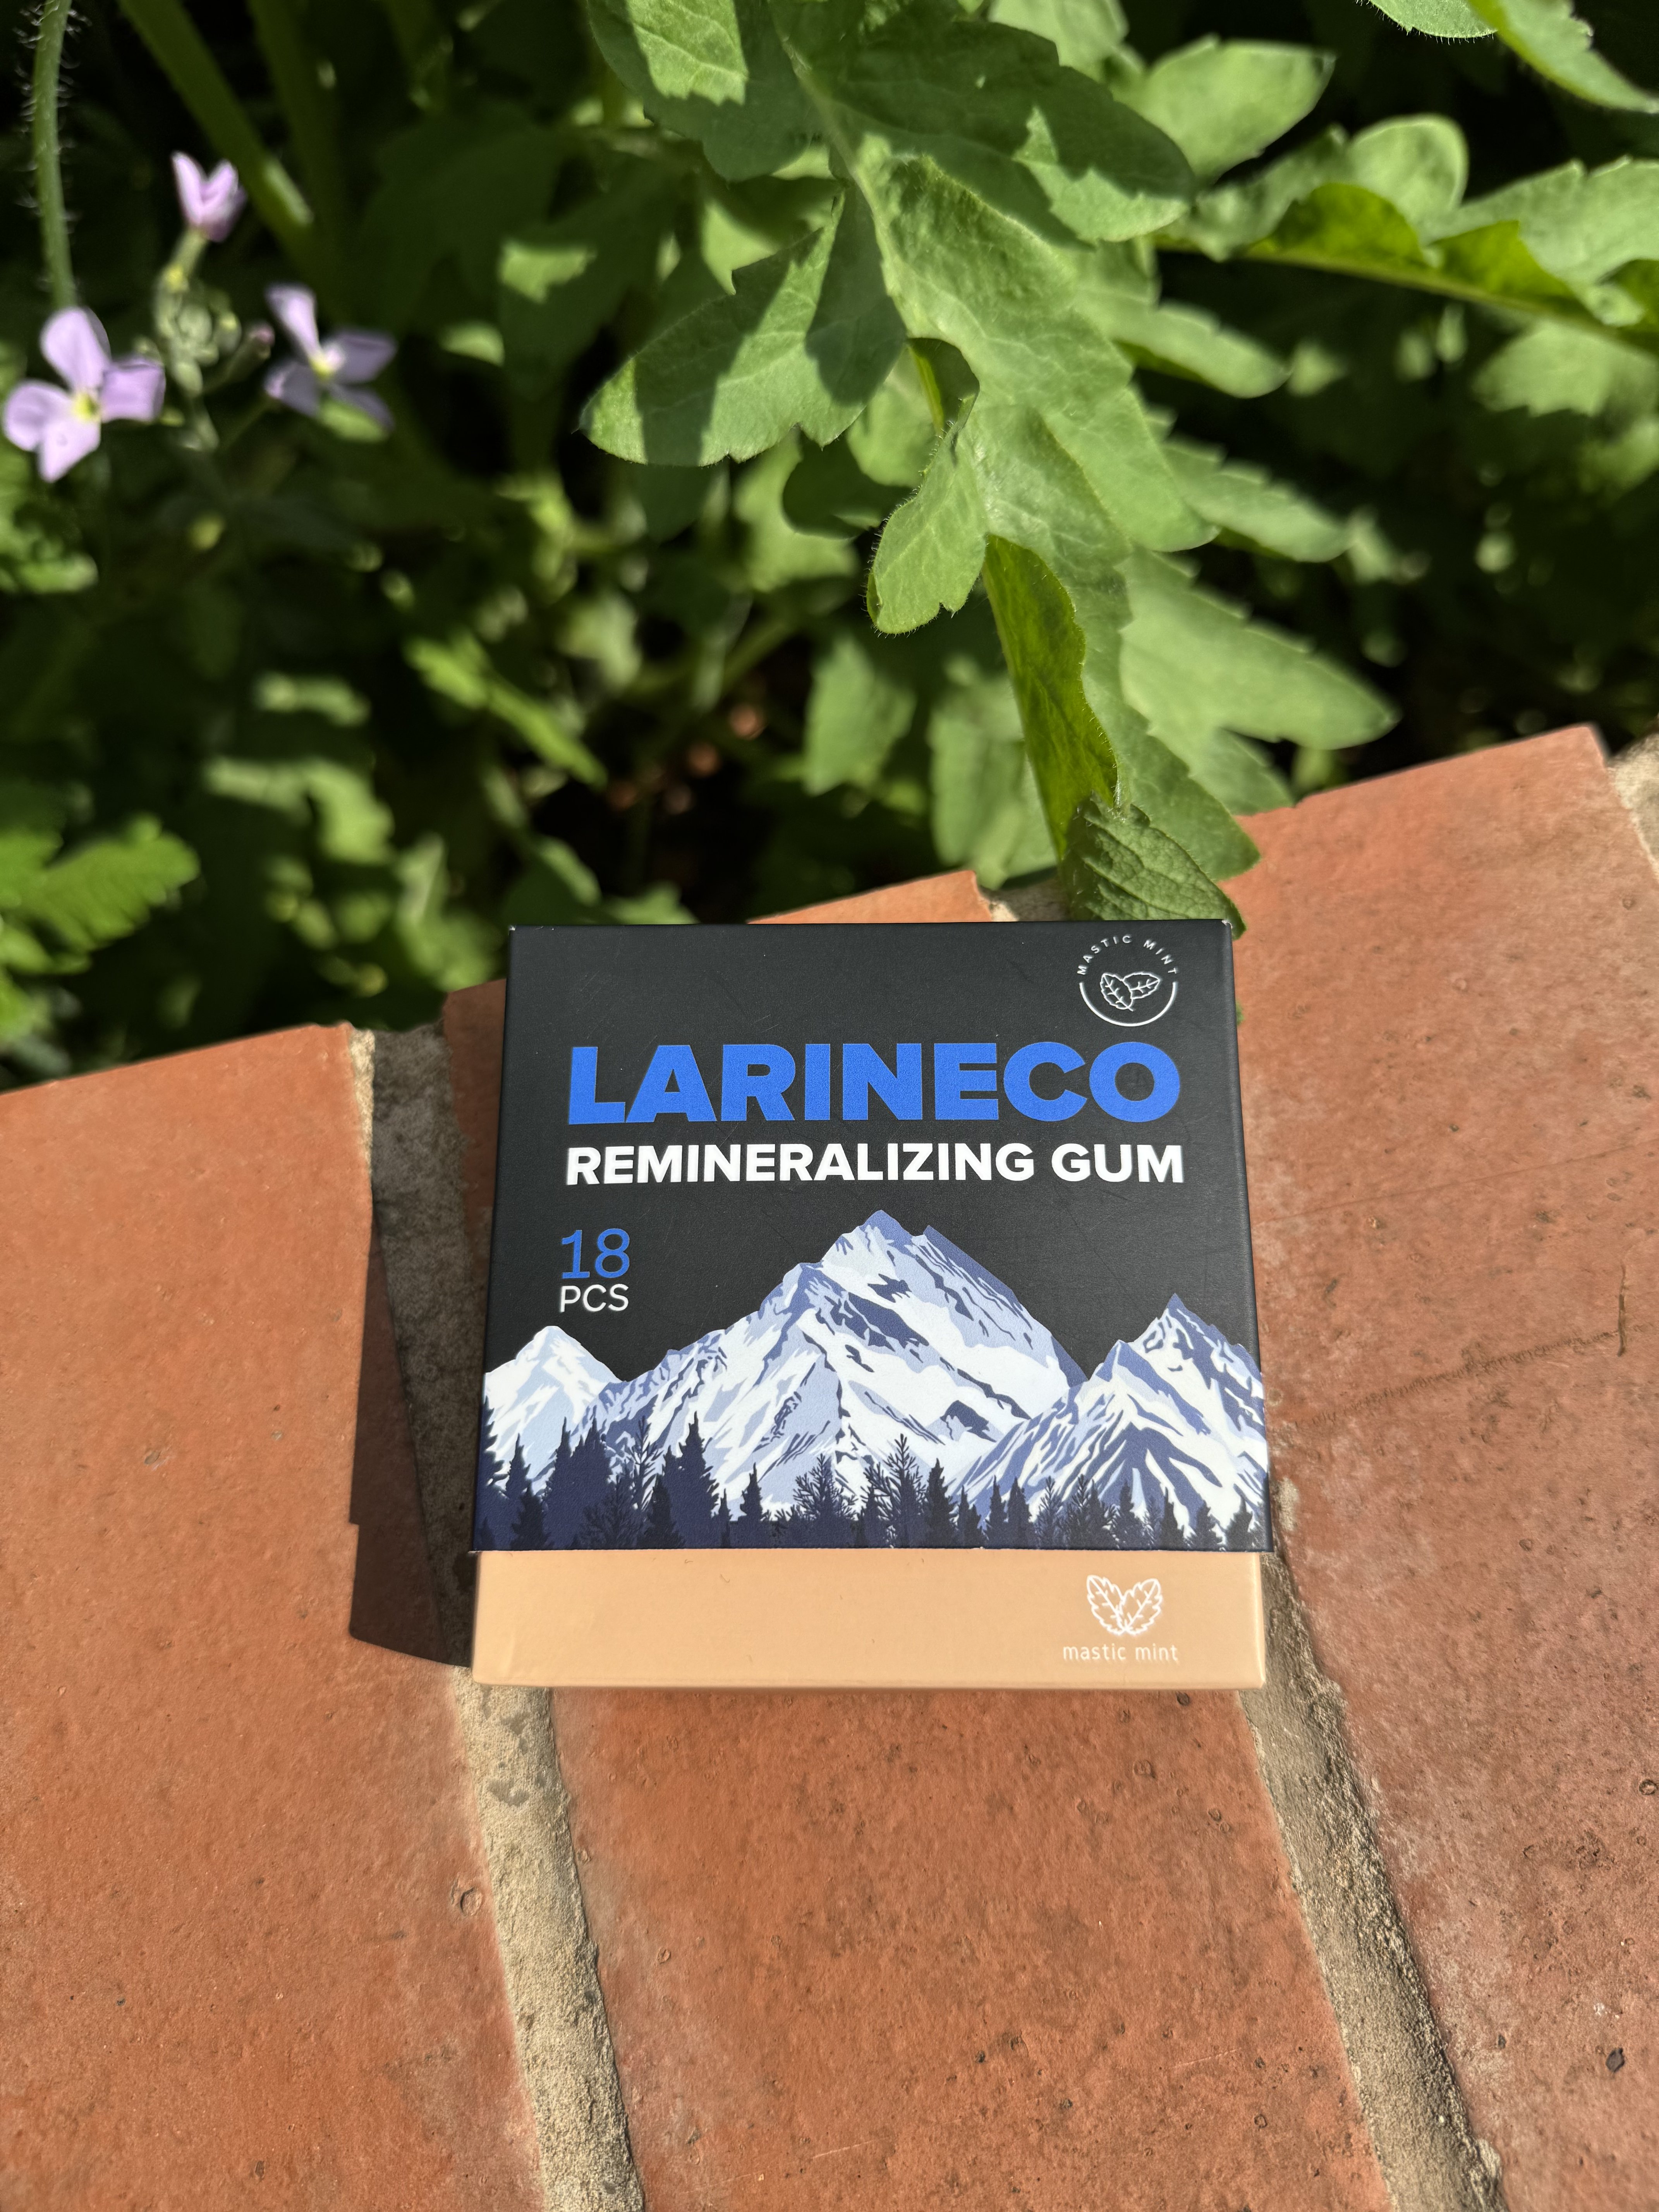 MASTIC MINT
LARINECO
REMINERALIZING GUM
18
PCS
mastic mint